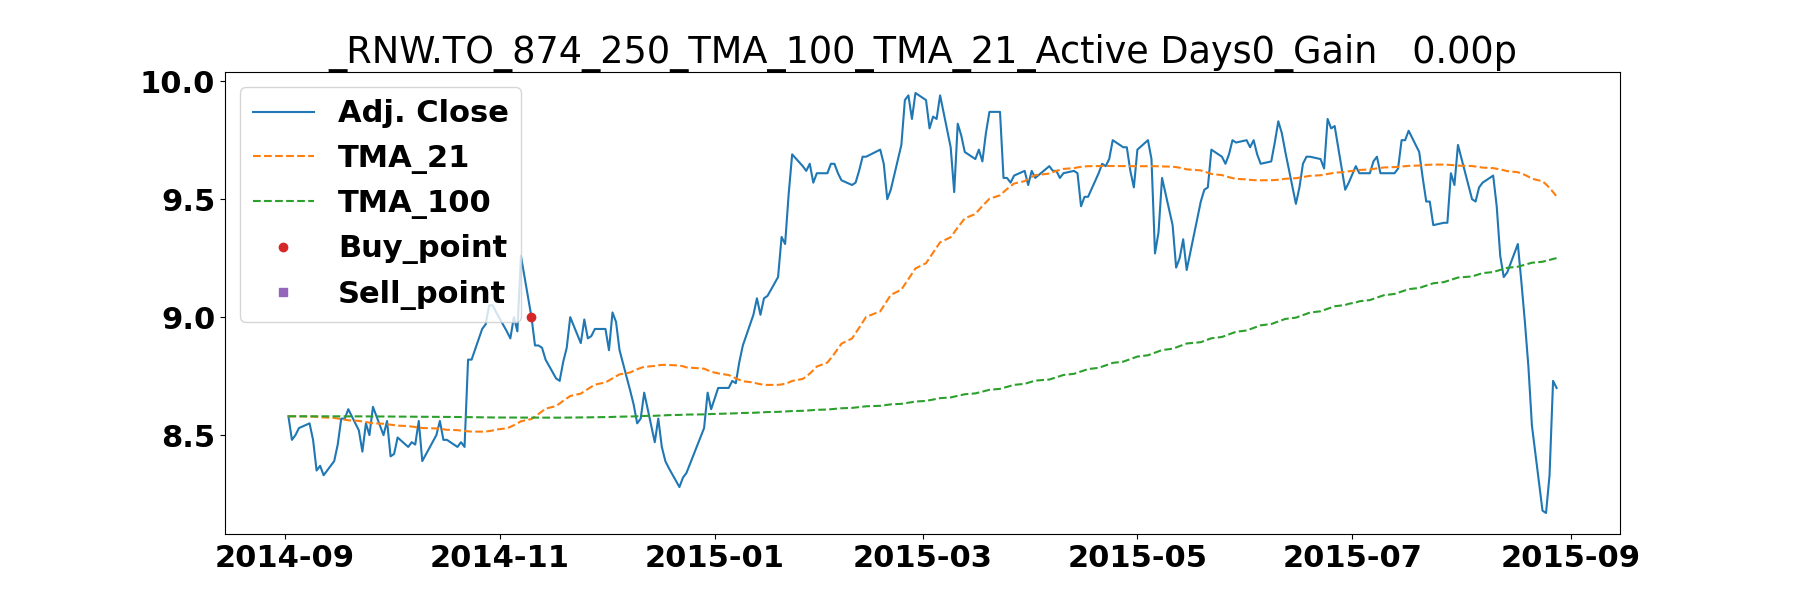 _RNW.TO_874_250_TMA_100_TMA_21_Active Days0_Gain   0.00p
10.0
9.5
9.0
8.5
Adj. Close
TMA_21
TMA_100
Buy_point
Sell_point
2014-09 2014-11 2015-01 2015-03 2015-05 2015-07 2015-09